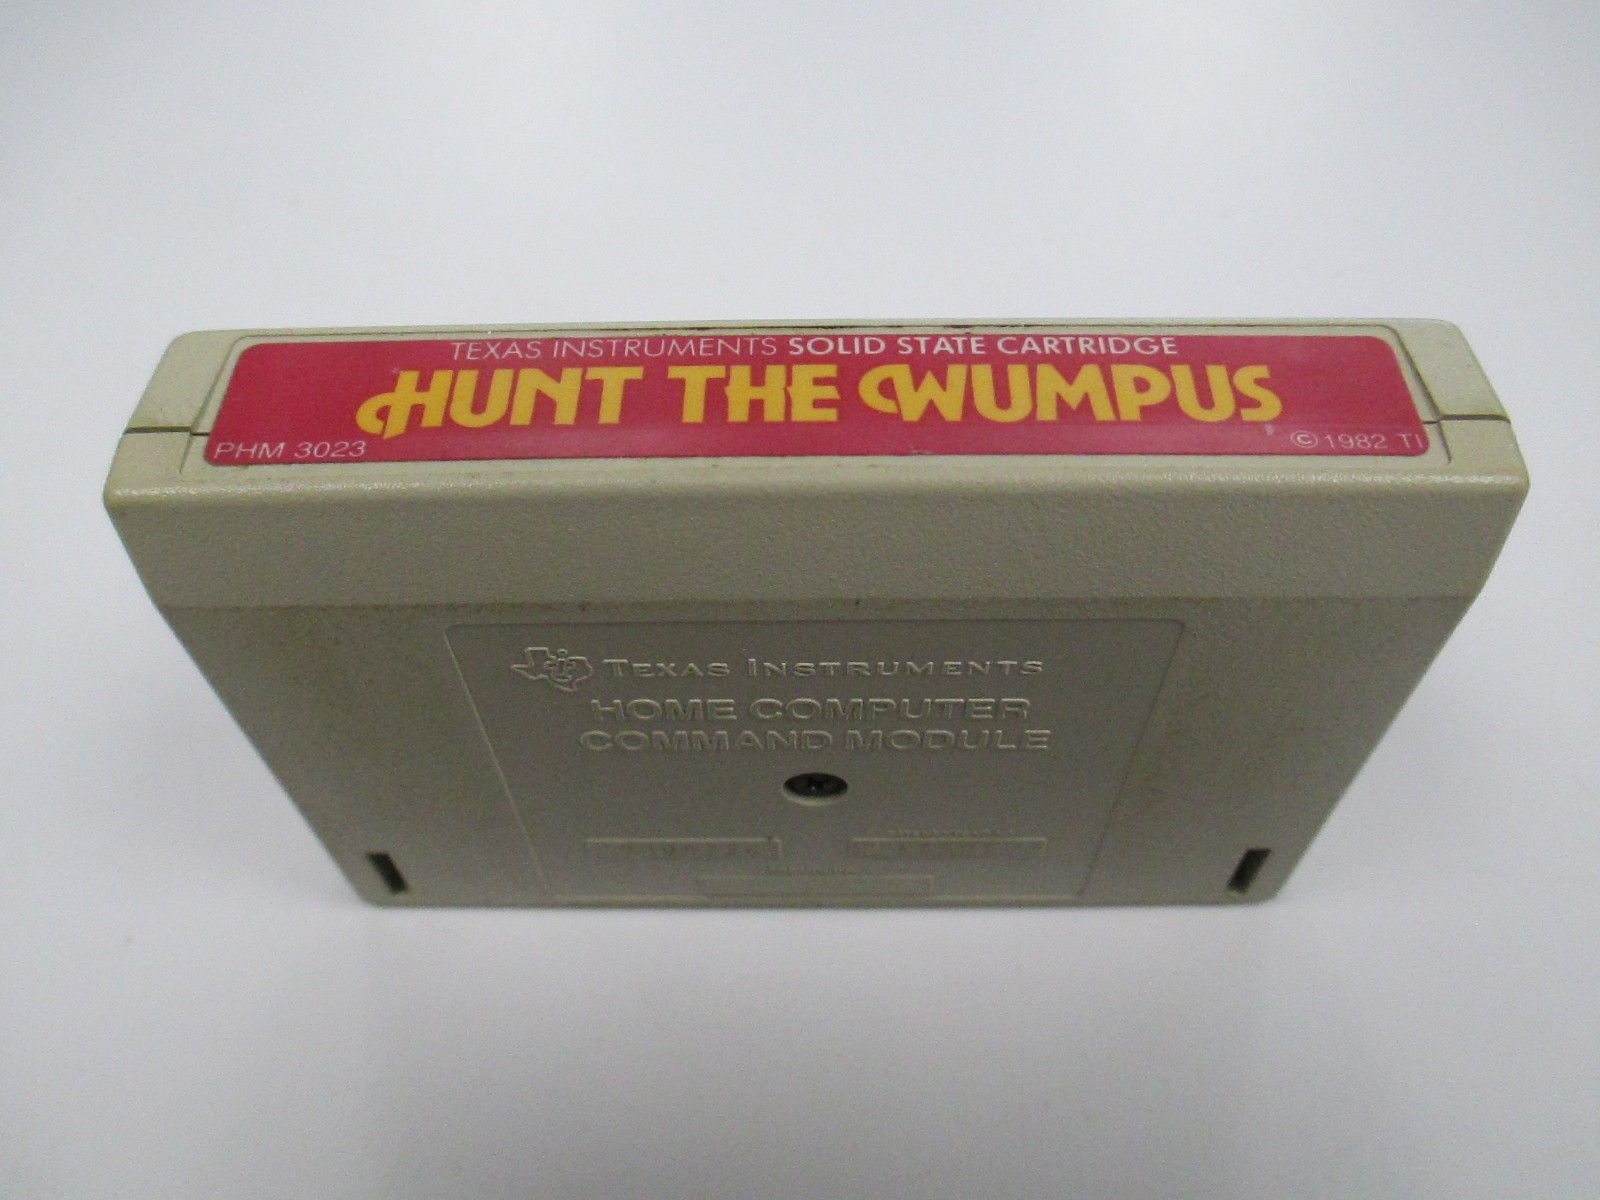 TEXAS INSTRUMENTS SOLID STATE CARTRIDGE
HUNT THE WUMPUS
PHM 3023
© 1982 TI
TEXAS INSTRUMENTS
HOME COMPUTER
COMMAND MODULE